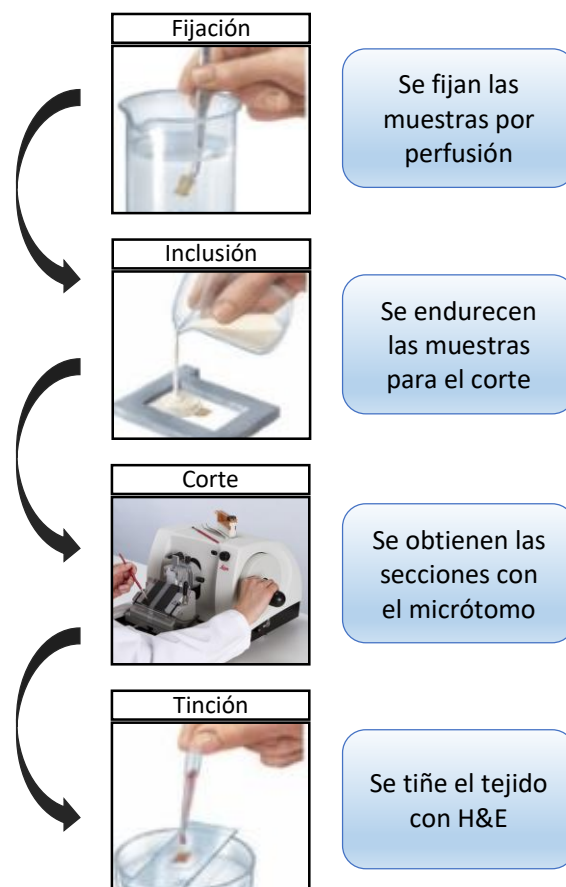 Fijación
Se fijan las
muestras por
perfusión
Inclusión
Se endurecen
las muestras
para el corte
Corte
Se obtienen las
secciones con
el micrótomo
Tinción
Se tiñe el tejido
con H&E